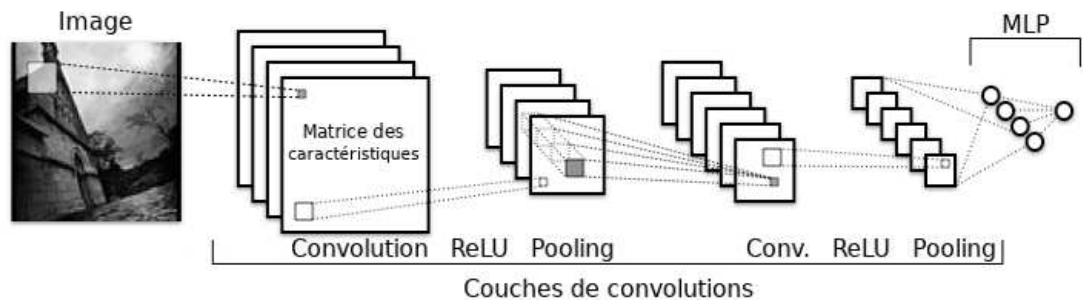 Image
MLP
Matrice des
caractéristiques
Convolution ReLU Pooling Conv. ReLU Pooling
Couches de convolutions